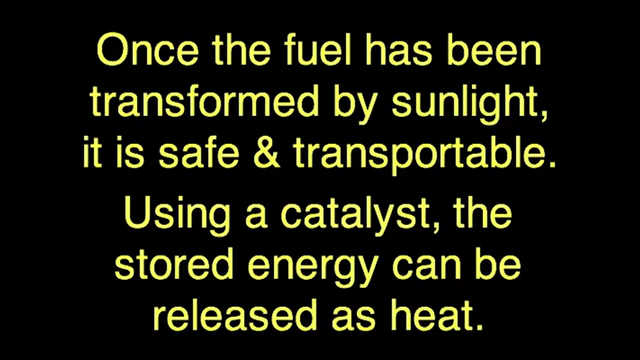 Once the fuel has been
transformed by sunlight,
it is safe & transportable.
Using a catalyst, the
stored energy can be
released as heat.